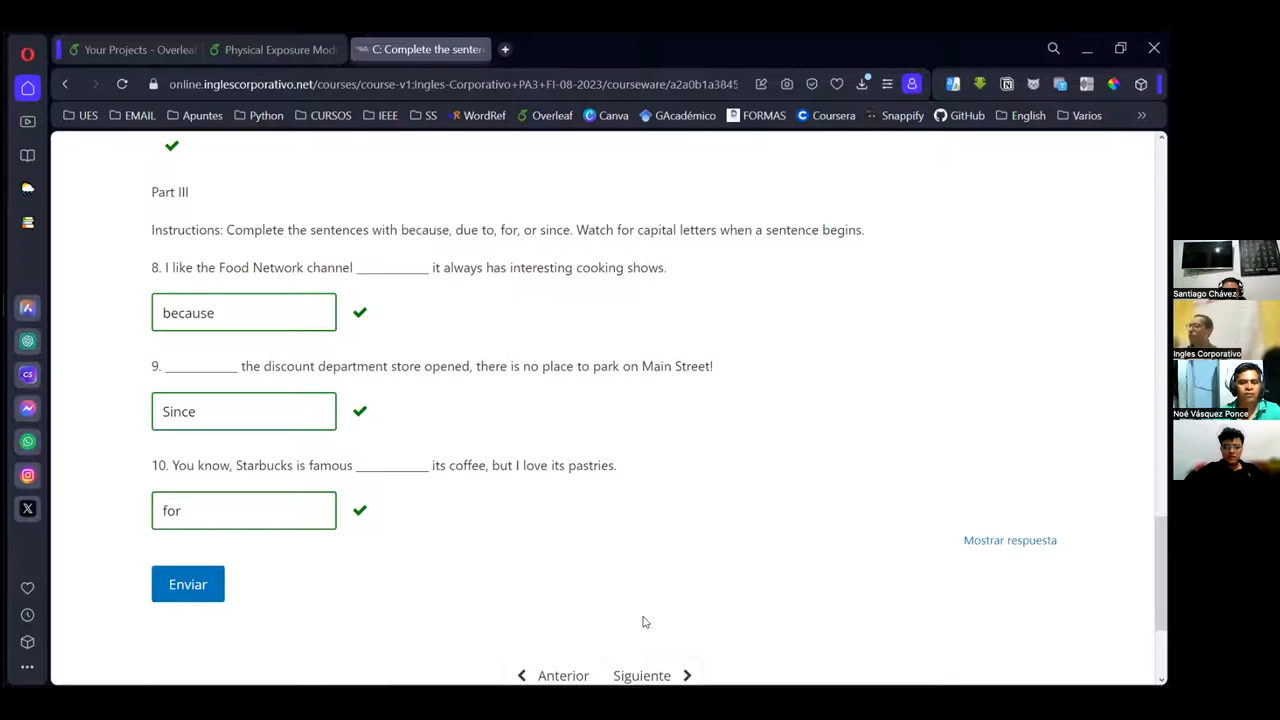 Your Projects - Overlea
Physical Exposure Mod
C: Complete the senten
online.inglescorporativo.net/courses/course-v1:Ingles-Corporativo+PA3+FI-08-2023/courseware/a2a0b1a3845
UES
EMAIL
Apuntes
Python
CURSOS
IEEE
SS
WordRef
Overleaf
Canva
GAcadémico
FORMAS
Coursera
Snappify
GitHub
English
Varios
Part III
Instructions: Complete the sentences with because, due to, for, or since. Watch for capital letters when a sentence begins.
8. I like the Food Network channel __________ it always has interesting cooking shows.
because
9. __________ the discount department store opened, there is no place to park on Main Street!
Since
10. You know, Starbucks is famous __________ its coffee, but I love its pastries.
for
Mostrar respuesta
Enviar
Anterior
Siguiente
Santiago Chávez
Ingles Corporativo
Noé Vásquez Ponce